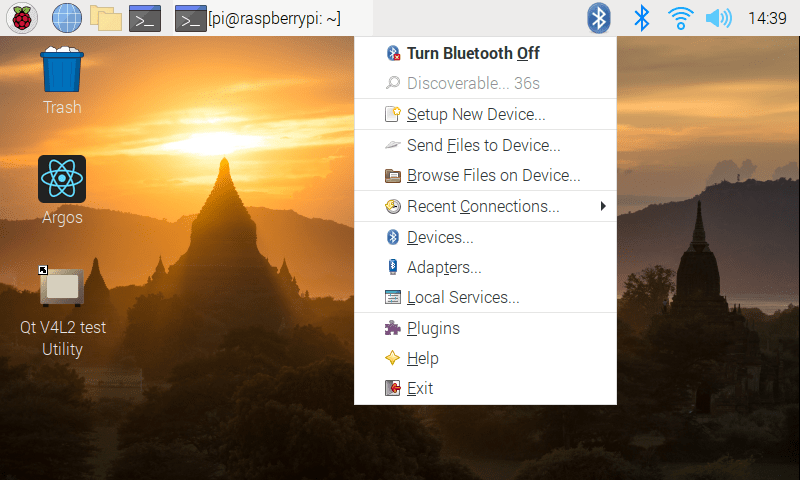 [pi@raspberrypi: ~]
14:39
Trash
Argos
Qt V4L2 test
Utility
Turn Bluetooth Off
Discoverable... 36s
Setup New Device...
Send Files to Device...
Browse Files on Device...
Recent Connections...
Devices...
Adapters...
Local Services...
Plugins
Help
Exit